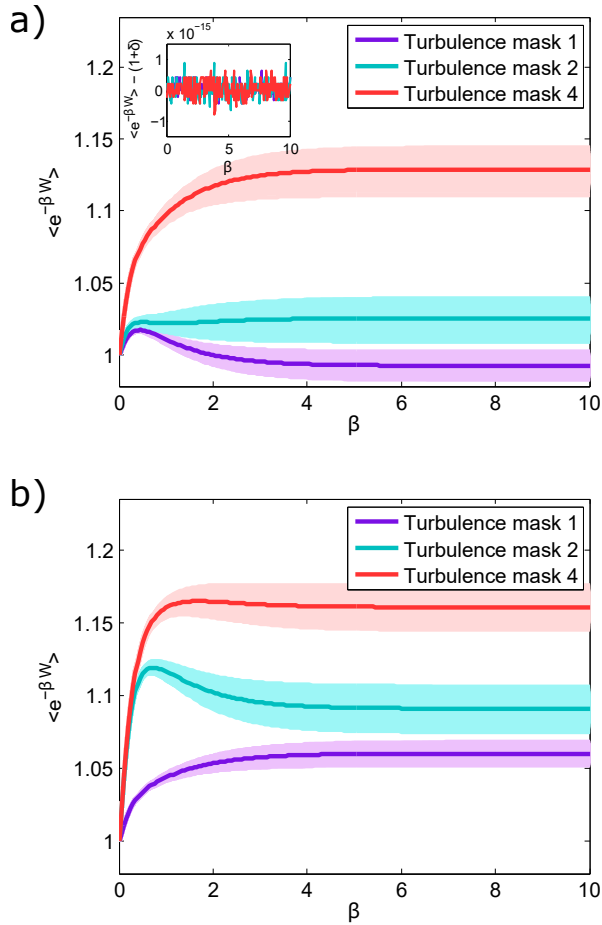 a)
x 10⁻¹⁵
1
0
−1
0
5
10
β
<e⁻ᵝ ᵂ> − (1+δ)
Turbulence mask 1
Turbulence mask 2
Turbulence mask 4
1.2
1.15
1.1
1.05
1
<e⁻ᵝ ᵂ>
0
2
4
6
8
10
β
b)
Turbulence mask 1
Turbulence mask 2
Turbulence mask 4
1.2
1.15
1.1
1.05
1
<e⁻ᵝ ᵂ>
0
2
4
6
8
10
β